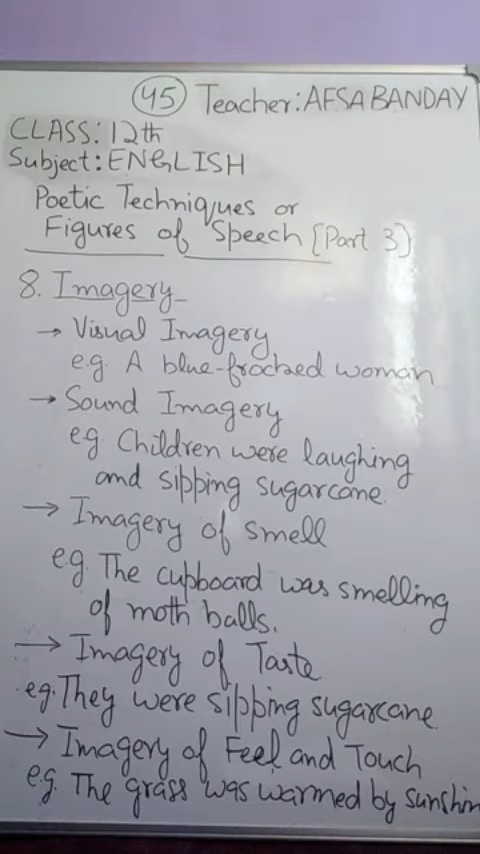 45 Teacher: AFSA BANDAY
CLASS: 12th
Subject: ENGLISH
Poetic Techniques or
Figures of Speech [Part 3]
8. Imagery
→ Visual Imagery
e.g. A blue-frocked woman
→ Sound Imagery
eg Children were laughing
and sipping sugarcane.
→ Imagery of smell
e.g. The cupboard was smelling
of moth balls.
→ Imagery of Taste
eg. They were sipping sugarcane
→ Imagery of Feel and Touch
e.g. The grass was warmed by sunshin